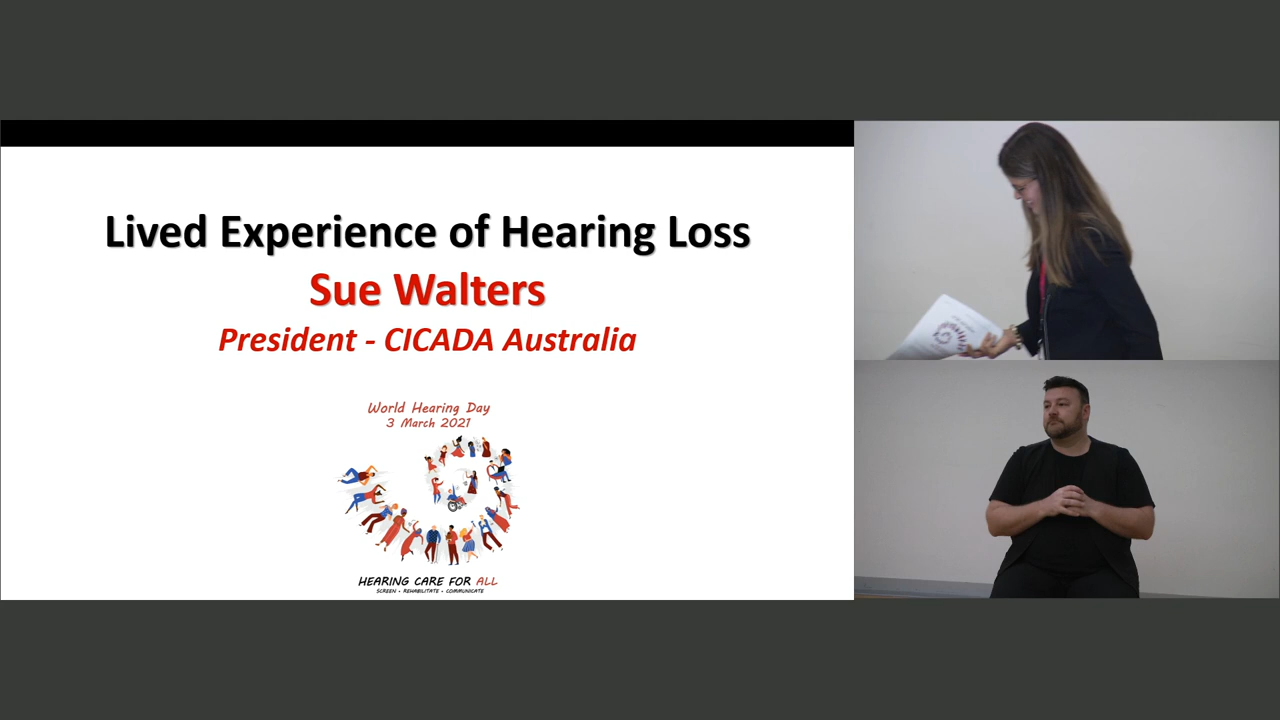 Lived Experience of Hearing Loss
Sue Walters
President - CICADA Australia
World Hearing Day
3 March 2021
HEARING CARE FOR ALL
SCREEN • REHABILITATE • COMMUNICATE